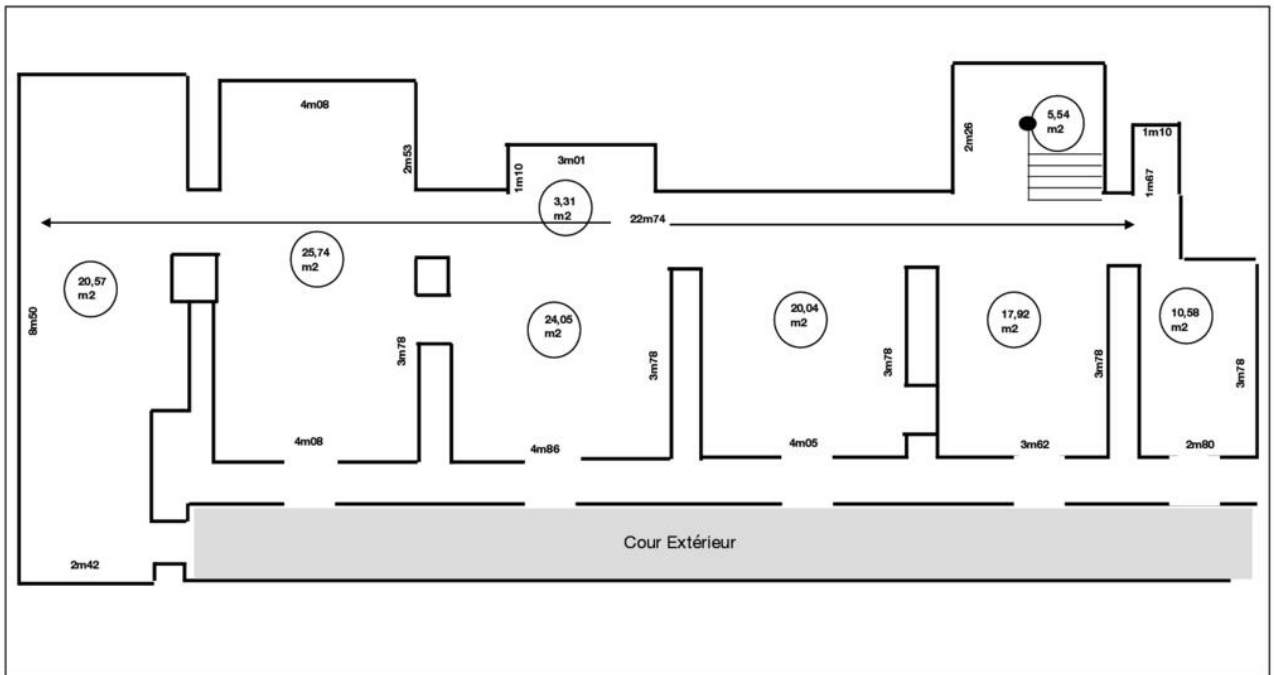 4m08
2m53
3m01
1m10
2m26
5,54
m2
1m10
1m67
3,31
m2
22m74
25,74
m2
20,57
m2
8m50
24,05
m2
20,04
m2
17,92
m2
10,58
m2
3m78
3m78
3m78
3m78
3m78
4m08
4m86
4m05
3m62
2m80
Cour Extérieur
2m42